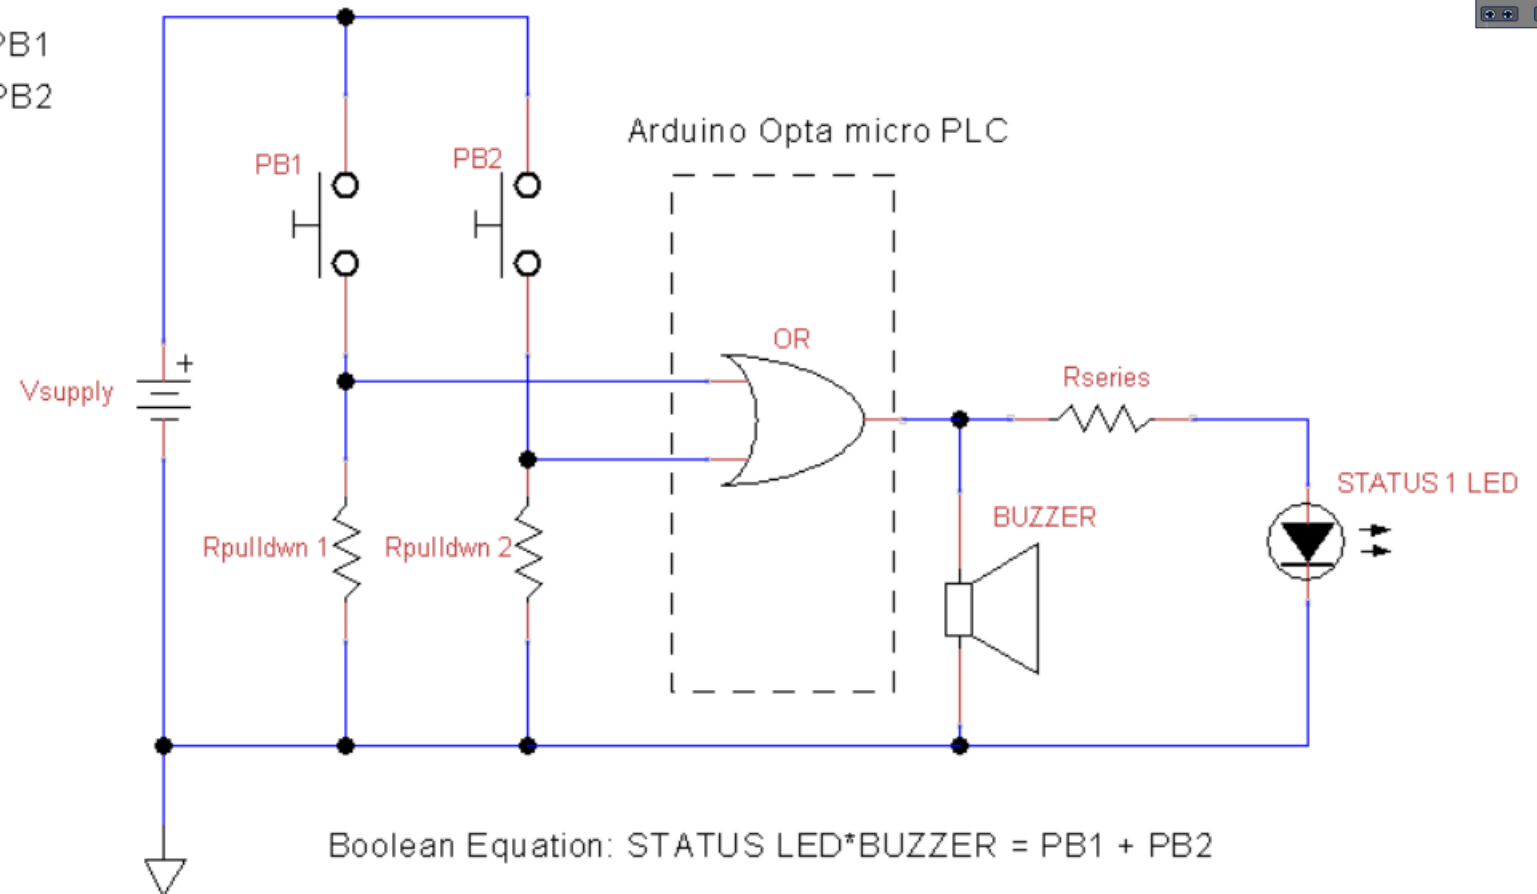 PB1
PB2
Arduino Opta micro PLC
PB1
PB2
OR
+
Vsupply
Rseries
STATUS 1 LED
BUZZER
Rpulldwn 1
Rpulldwn 2
Boolean Equation: STATUS LED*BUZZER = PB1 + PB2